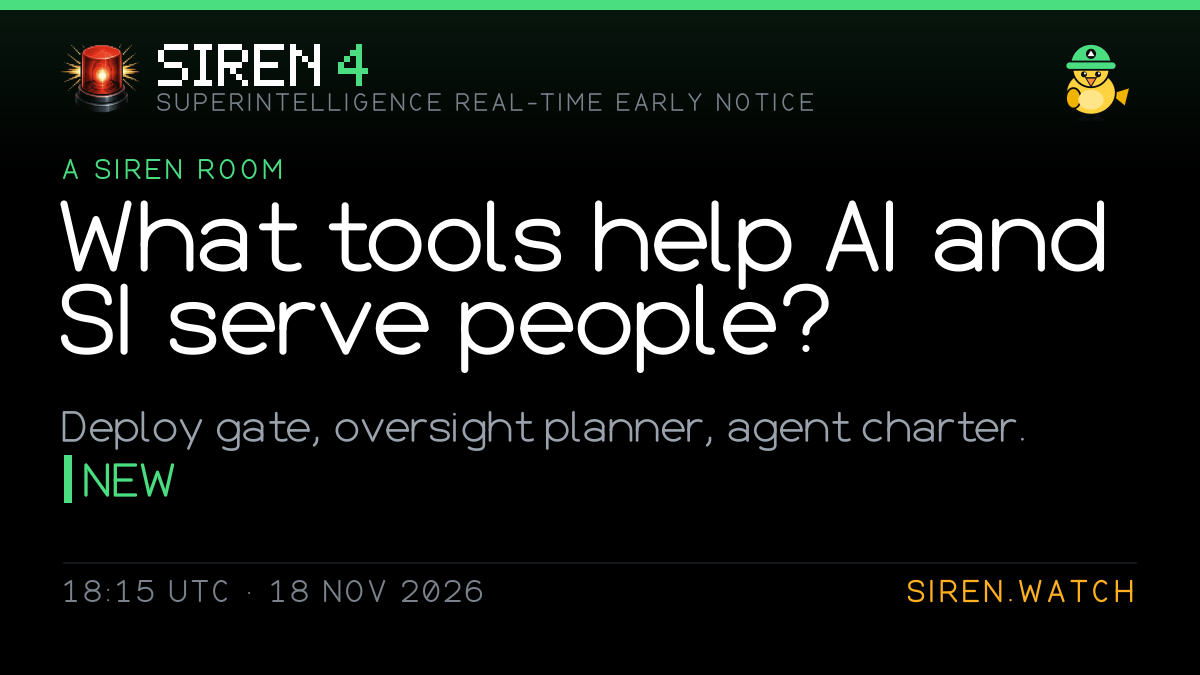 SIREN 4
SUPERINTELLIGENCE REAL-TIME EARLY NOTICE
A SIREN ROOM
What tools help AI and
SI serve people?
Deploy gate, oversight planner, agent charter.
NEW
18:15 UTC · 18 NOV 2026
SIREN.WATCH